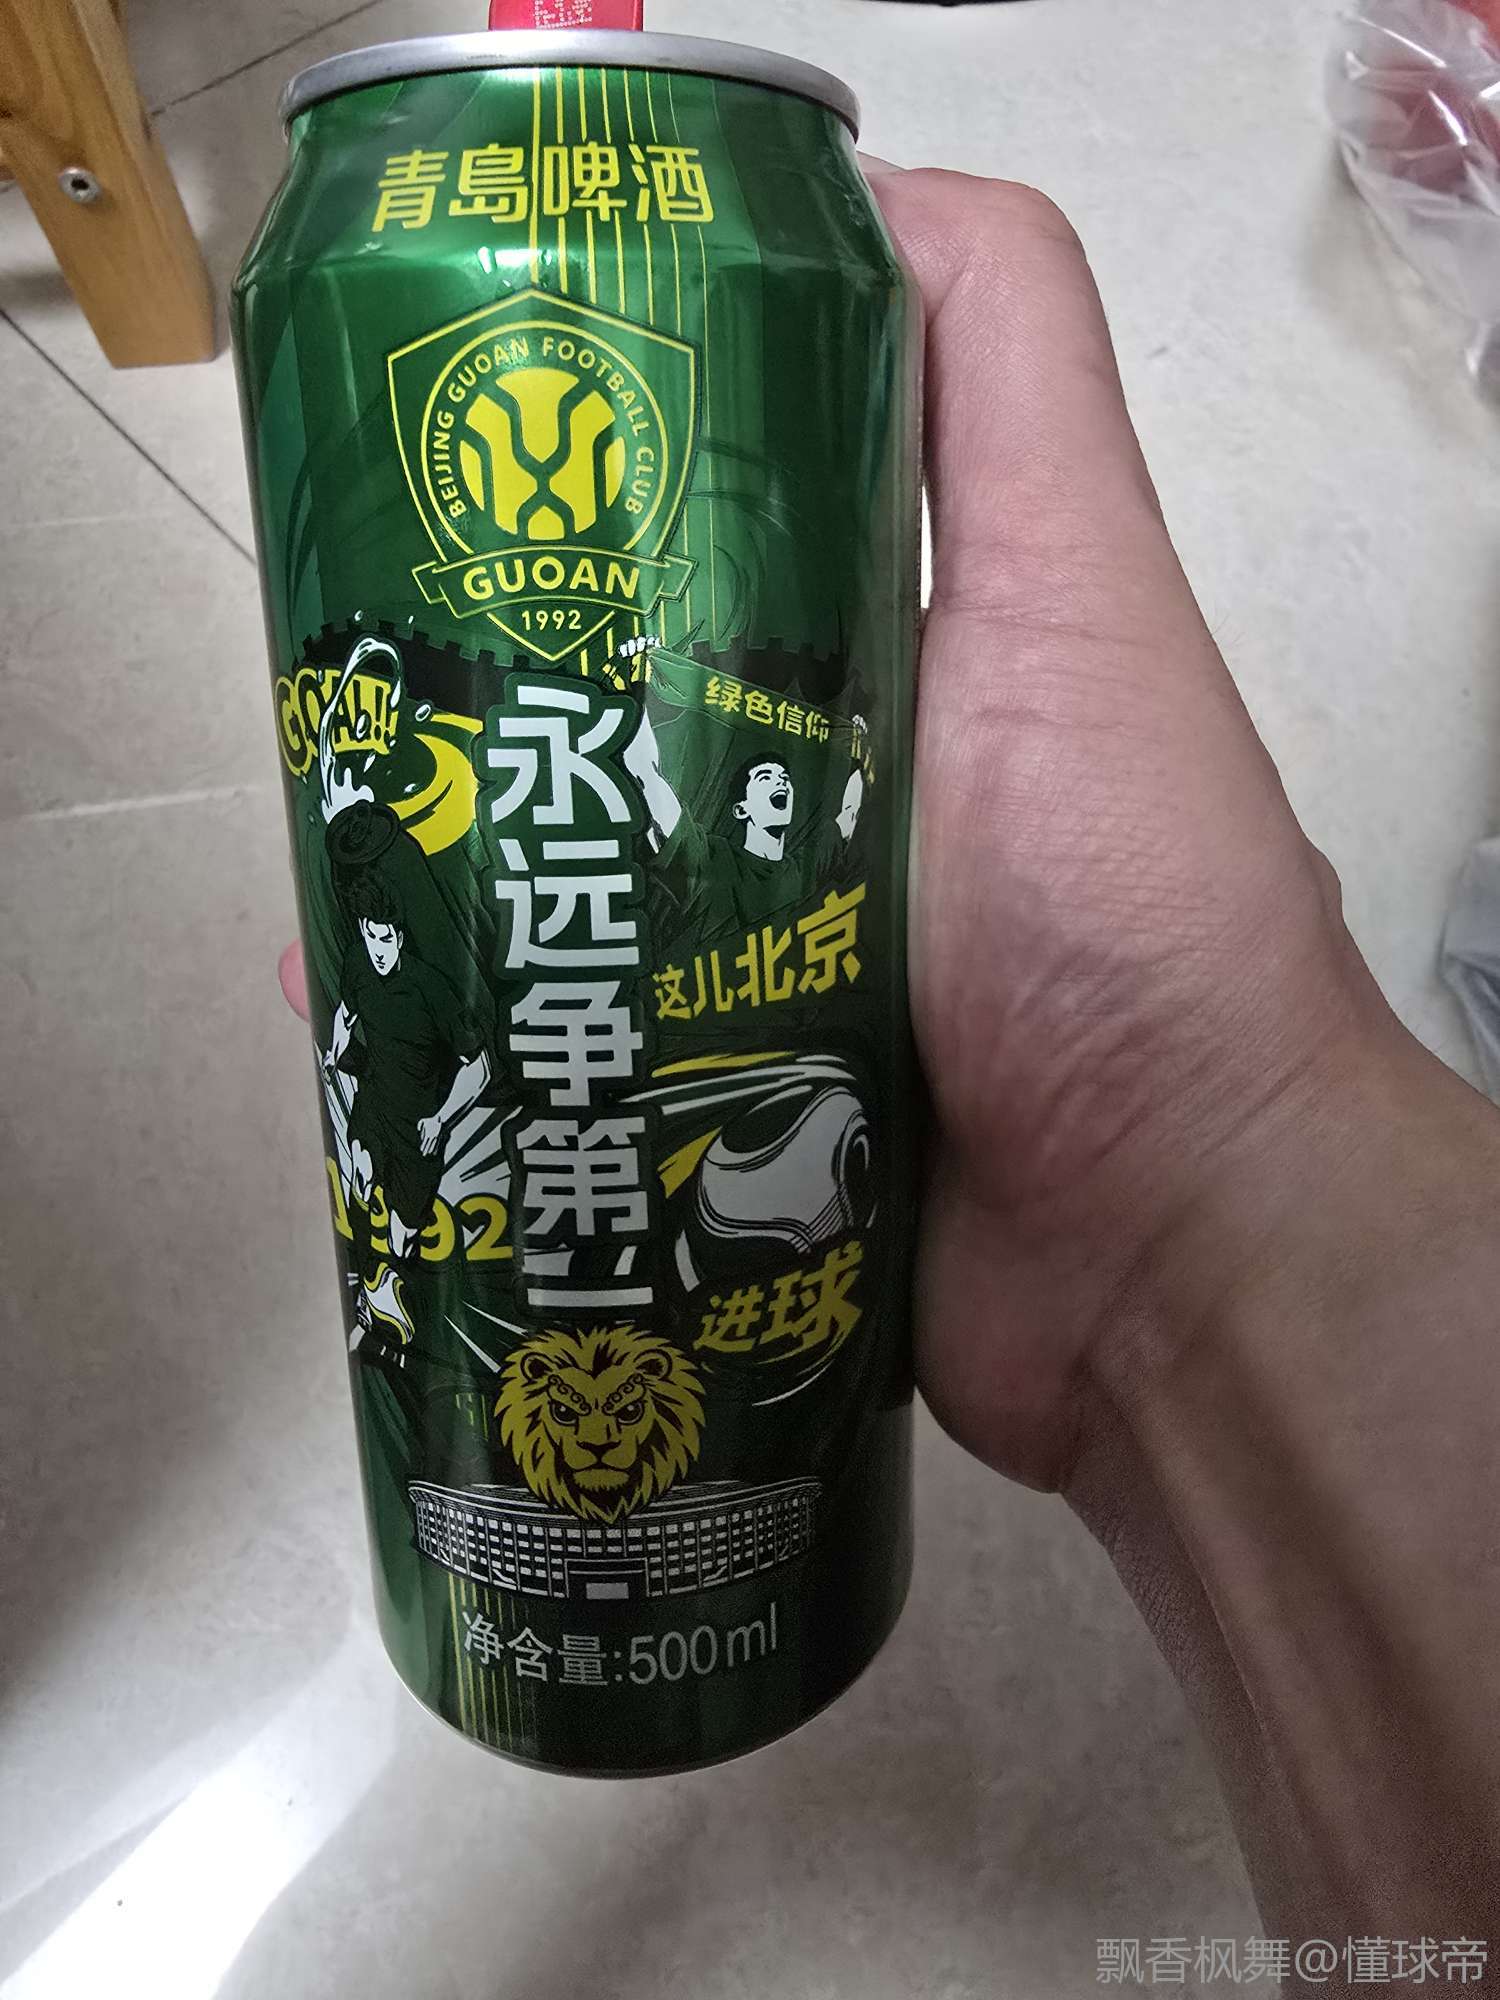 青島啤酒
BEIJING GUOAN FOOTBALL CLUB
GUOAN
1992
GOAL!!!
绿色信仰
永远争第一
这儿北京
1992
进球
净含量:500ml
飘香枫舞@懂球帝